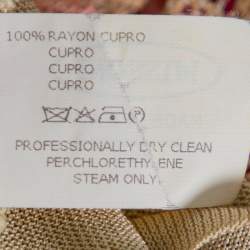 100% RAYON CUPRO
CUPRO
CUPRO
CUPRO
PROFESSIONALLY DRY CLEAN
PERCHLORETHYLENE
STEAM ONLY